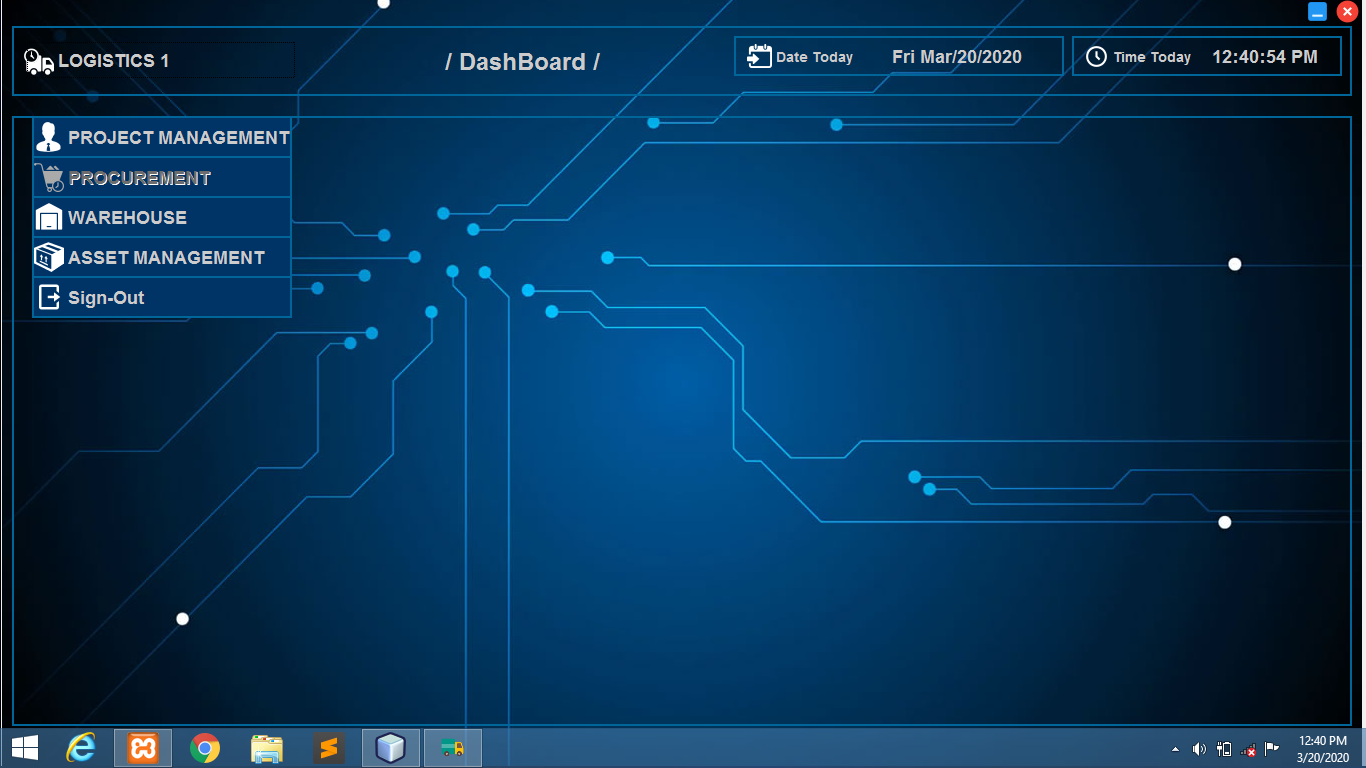 LOGISTICS 1
/ DashBoard /
Date Today Fri Mar/20/2020
Time Today 12:40:54 PM
PROJECT MANAGEMENT
PROCUREMENT
WAREHOUSE
ASSET MANAGEMENT
Sign-Out
12:40 PM
3/20/2020